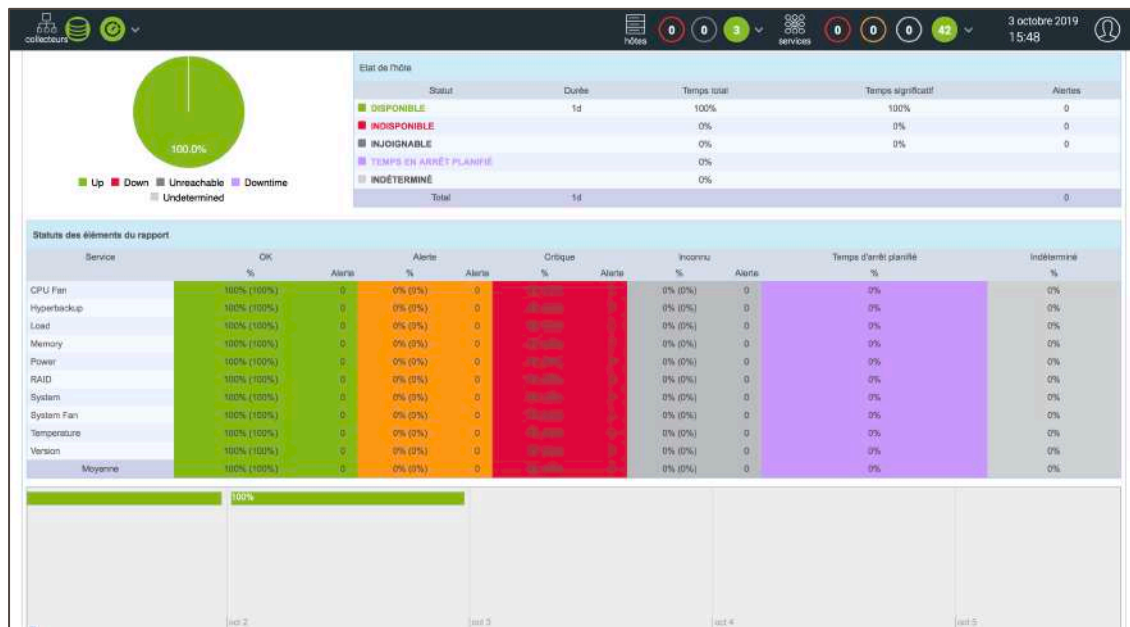 collecteurs
hôtes 0 0 3 services 0 0 0 42 3 octobre 2019
15:48
Etat de l'hôte
Statut Durée Temps total Temps significatif Alertes
DISPONIBLE 1d 100% 100% 0
INDISPONIBLE 0% 0% 0
INJOIGNABLE 0% 0% 0
TEMPS EN ARRÊT PLANIFIÉ 0%
INDÉTERMINÉ 0%
Total 1d 0
100.0%
Up Down Unreachable Downtime
Undetermined
Statuts des éléments du rapport
Service OK Alerte Critique Inconnu Temps d'arrêt planifié Indéterminé
% Alerte % Alerte % Alerte % Alerte % %
CPU Fan 100% (100%) 0 0% (0%) 0 0% (0%) 0 0% 0%
Hyperbackup 100% (100%) 0 0% (0%) 0 0% (0%) 0 0% 0%
Load 100% (100%) 0 0% (0%) 0 0% (0%) 0 0% 0%
Memory 100% (100%) 0 0% (0%) 0 0% (0%) 0 0% 0%
Power 100% (100%) 0 0% (0%) 0 0% (0%) 0 0% 0%
RAID 100% (100%) 0 0% (0%) 0 0% (0%) 0 0% 0%
System 100% (100%) 0 0% (0%) 0 0% (0%) 0 0% 0%
System Fan 100% (100%) 0 0% (0%) 0 0% (0%) 0 0% 0%
Temperature 100% (100%) 0 0% (0%) 0 0% (0%) 0 0% 0%
Version 100% (100%) 0 0% (0%) 0 0% (0%) 0 0% 0%
Moyenne 100% (100%) 0 0% (0%) 0 0% (0%) 0 0% 0%
100%
oct 2 oct 3 oct 4 oct 5